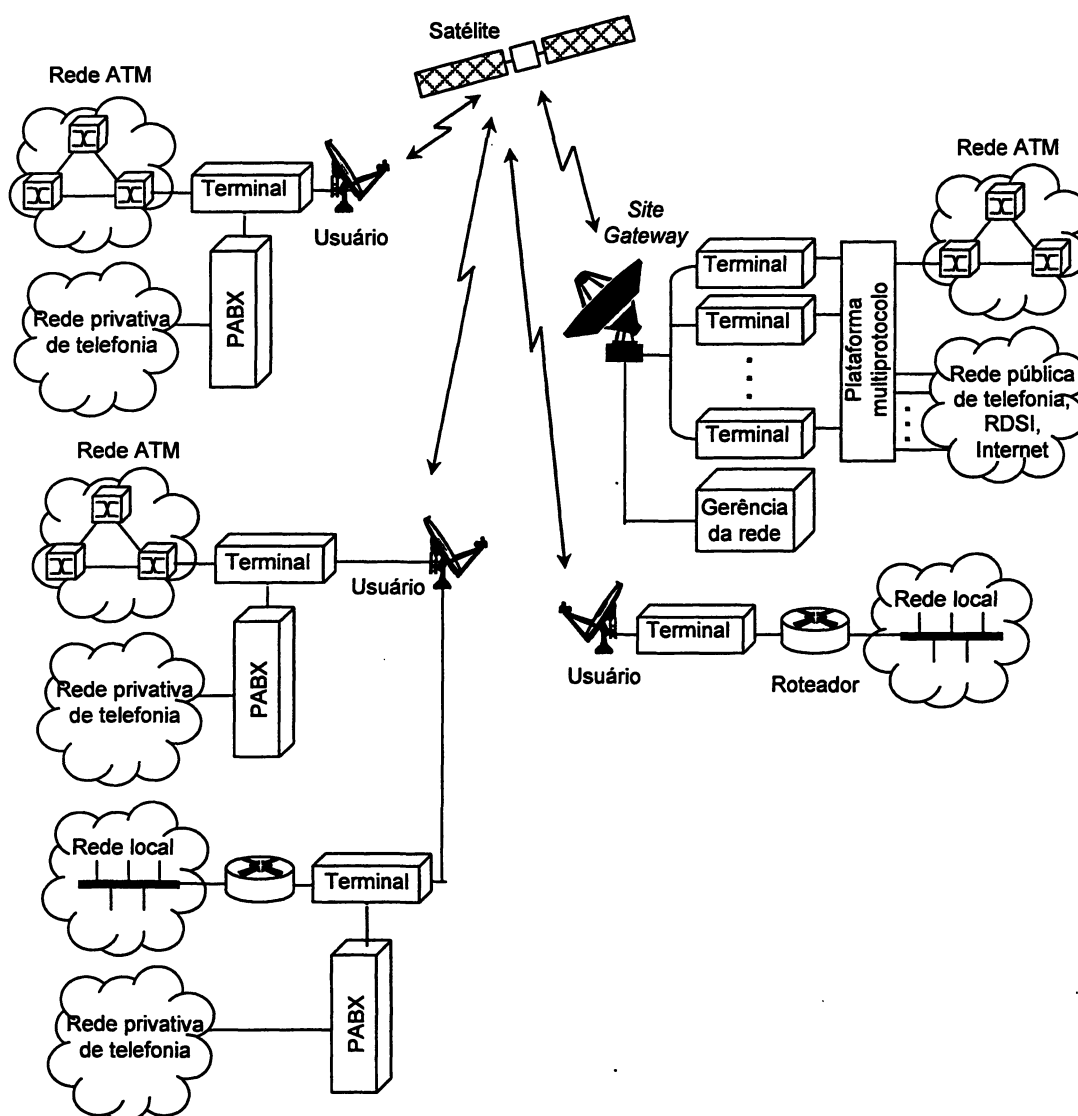 Satélite
Rede ATM
Terminal
Usuário
PABX
Rede privativa
de telefonia
Site
Gateway
Terminal
Terminal
Terminal
Plataforma
multiprotocolo
Rede ATM
Rede pública
de telefonia,
RDSI,
Internet
Gerência
da rede
Rede ATM
Terminal
Usuário
PABX
Rede privativa
de telefonia
Usuário
Terminal
Roteador
Rede local
Rede local
Terminal
PABX
Rede privativa
de telefonia